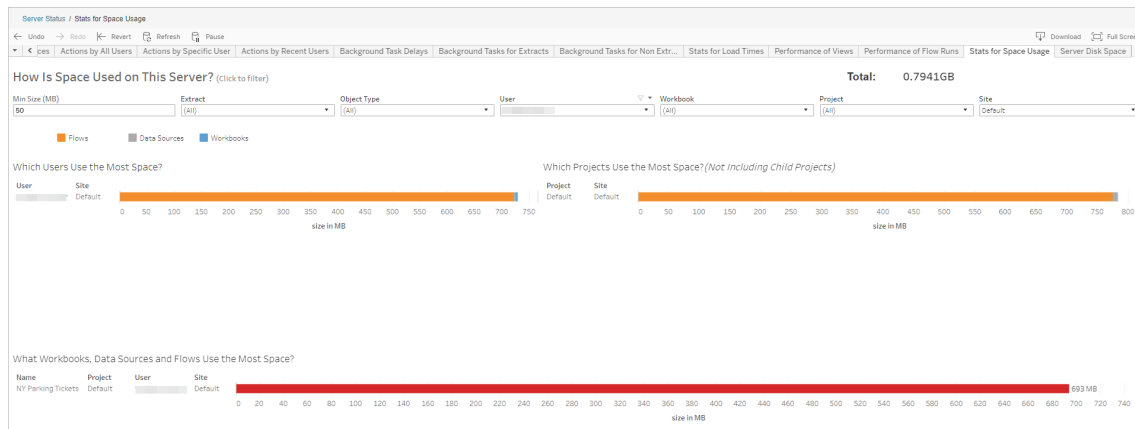 Server Status / Stats for Space Usage
← Undo → Redo Revert Refresh Pause Download Full Scree
ces Actions by All Users Actions by Specific User Actions by Recent Users Background Task Delays Background Tasks for Extracts Background Tasks for Non Extr... Stats for Load Times Performance of Views Performance of Flow Runs Stats for Space Usage Server Disk Space
How Is Space Used on This Server? (Click to filter) Total: 0.7941GB
Min Size (MB) Extract Object Type User Workbook Project Site
50 (All) (All) (All) (All) Default
Flows Data Sources Workbooks
Which Users Use the Most Space? Which Projects Use the Most Space? (Not Including Child Projects)
User Site Project Site
Default Default Default
0 50 100 150 200 250 300 350 400 450 500 550 600 650 700 750 0 50 100 150 200 250 300 350 400 450 500 550 600 650 700 750 800
size in MB size in MB
What Workbooks, Data Sources and Flows Use the Most Space?
Name Project User Site
NY Parking Tickets Default Default 693 MB
0 20 40 60 80 100 120 140 160 180 200 220 240 260 280 300 320 340 360 380 400 420 440 460 480 500 520 540 560 580 600 620 640 660 680 700 720 740
size in MB